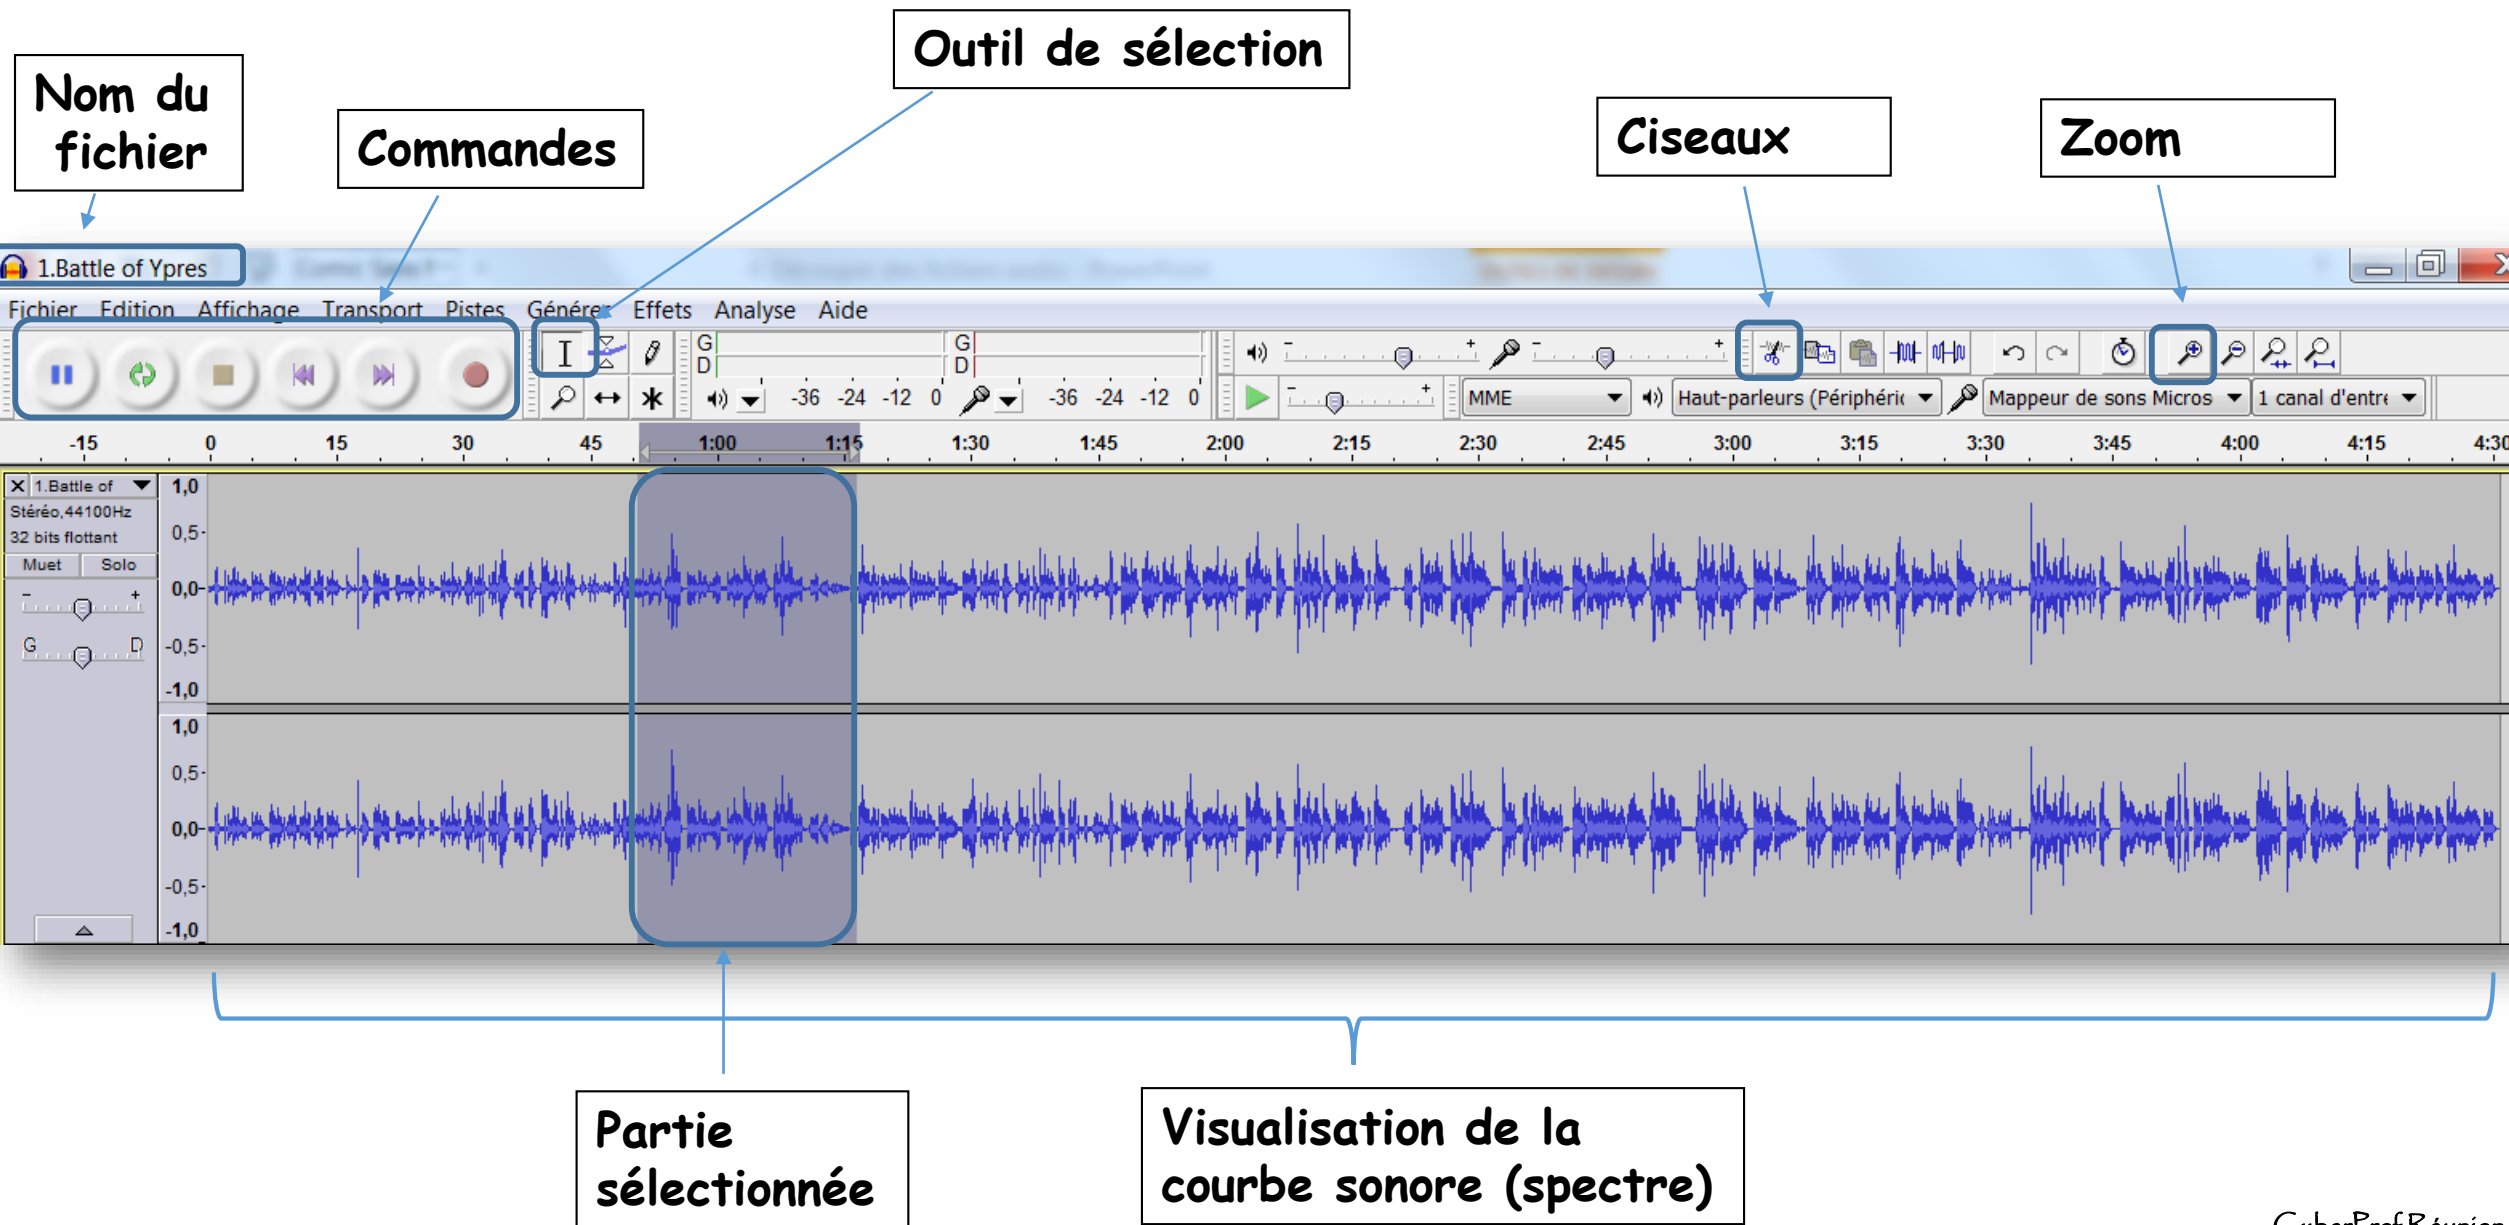 Outil de sélection
Nom du
fichier
Commandes
Ciseaux
Zoom
1.Battle of Ypres
Fichier Edition Affichage Transport Pistes Générer Effets Analyse Aide
G
D
G
D
- +
- +
-36 -24 -12 0
-36 -24 -12 0
- +
MME
Haut-parleurs (Périphéric
Mappeur de sons Micros
1 canal d'entre
-15 0 15 30 45 1:00 1:15 1:30 1:45 2:00 2:15 2:30 2:45 3:00 3:15 3:30 3:45 4:00 4:15 4:30
X 1.Battle of
Stéréo,44100Hz
32 bits flottant
Muet Solo
- +
G D
1,0
0,5
0,0
-0,5
-1,0
1,0
0,5
0,0
-0,5
-1,0
Partie
sélectionnée
Visualisation de la
courbe sonore (spectre)
CyberProf Réunion